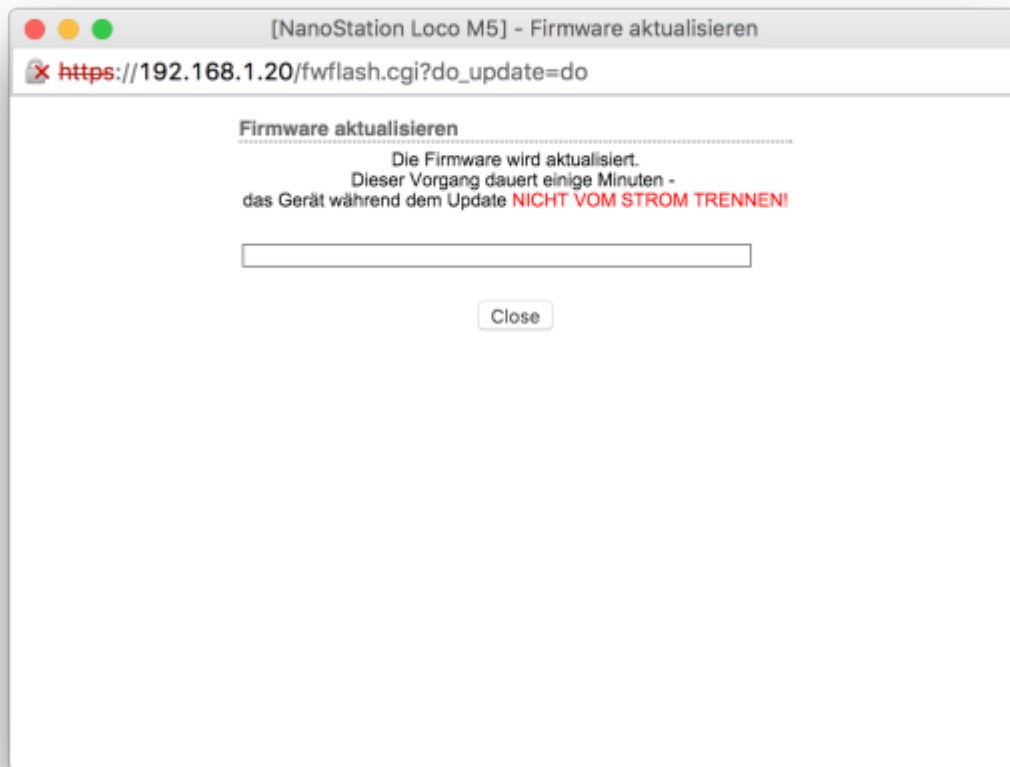 [NanoStation Loco M5] - Firmware aktualisieren
https://192.168.1.20/fwflash.cgi?do_update=do
Firmware aktualisieren
Die Firmware wird aktualisiert.
Dieser Vorgang dauert einige Minuten -
das Gerät während dem Update NICHT VOM STROM TRENNEN!
Close